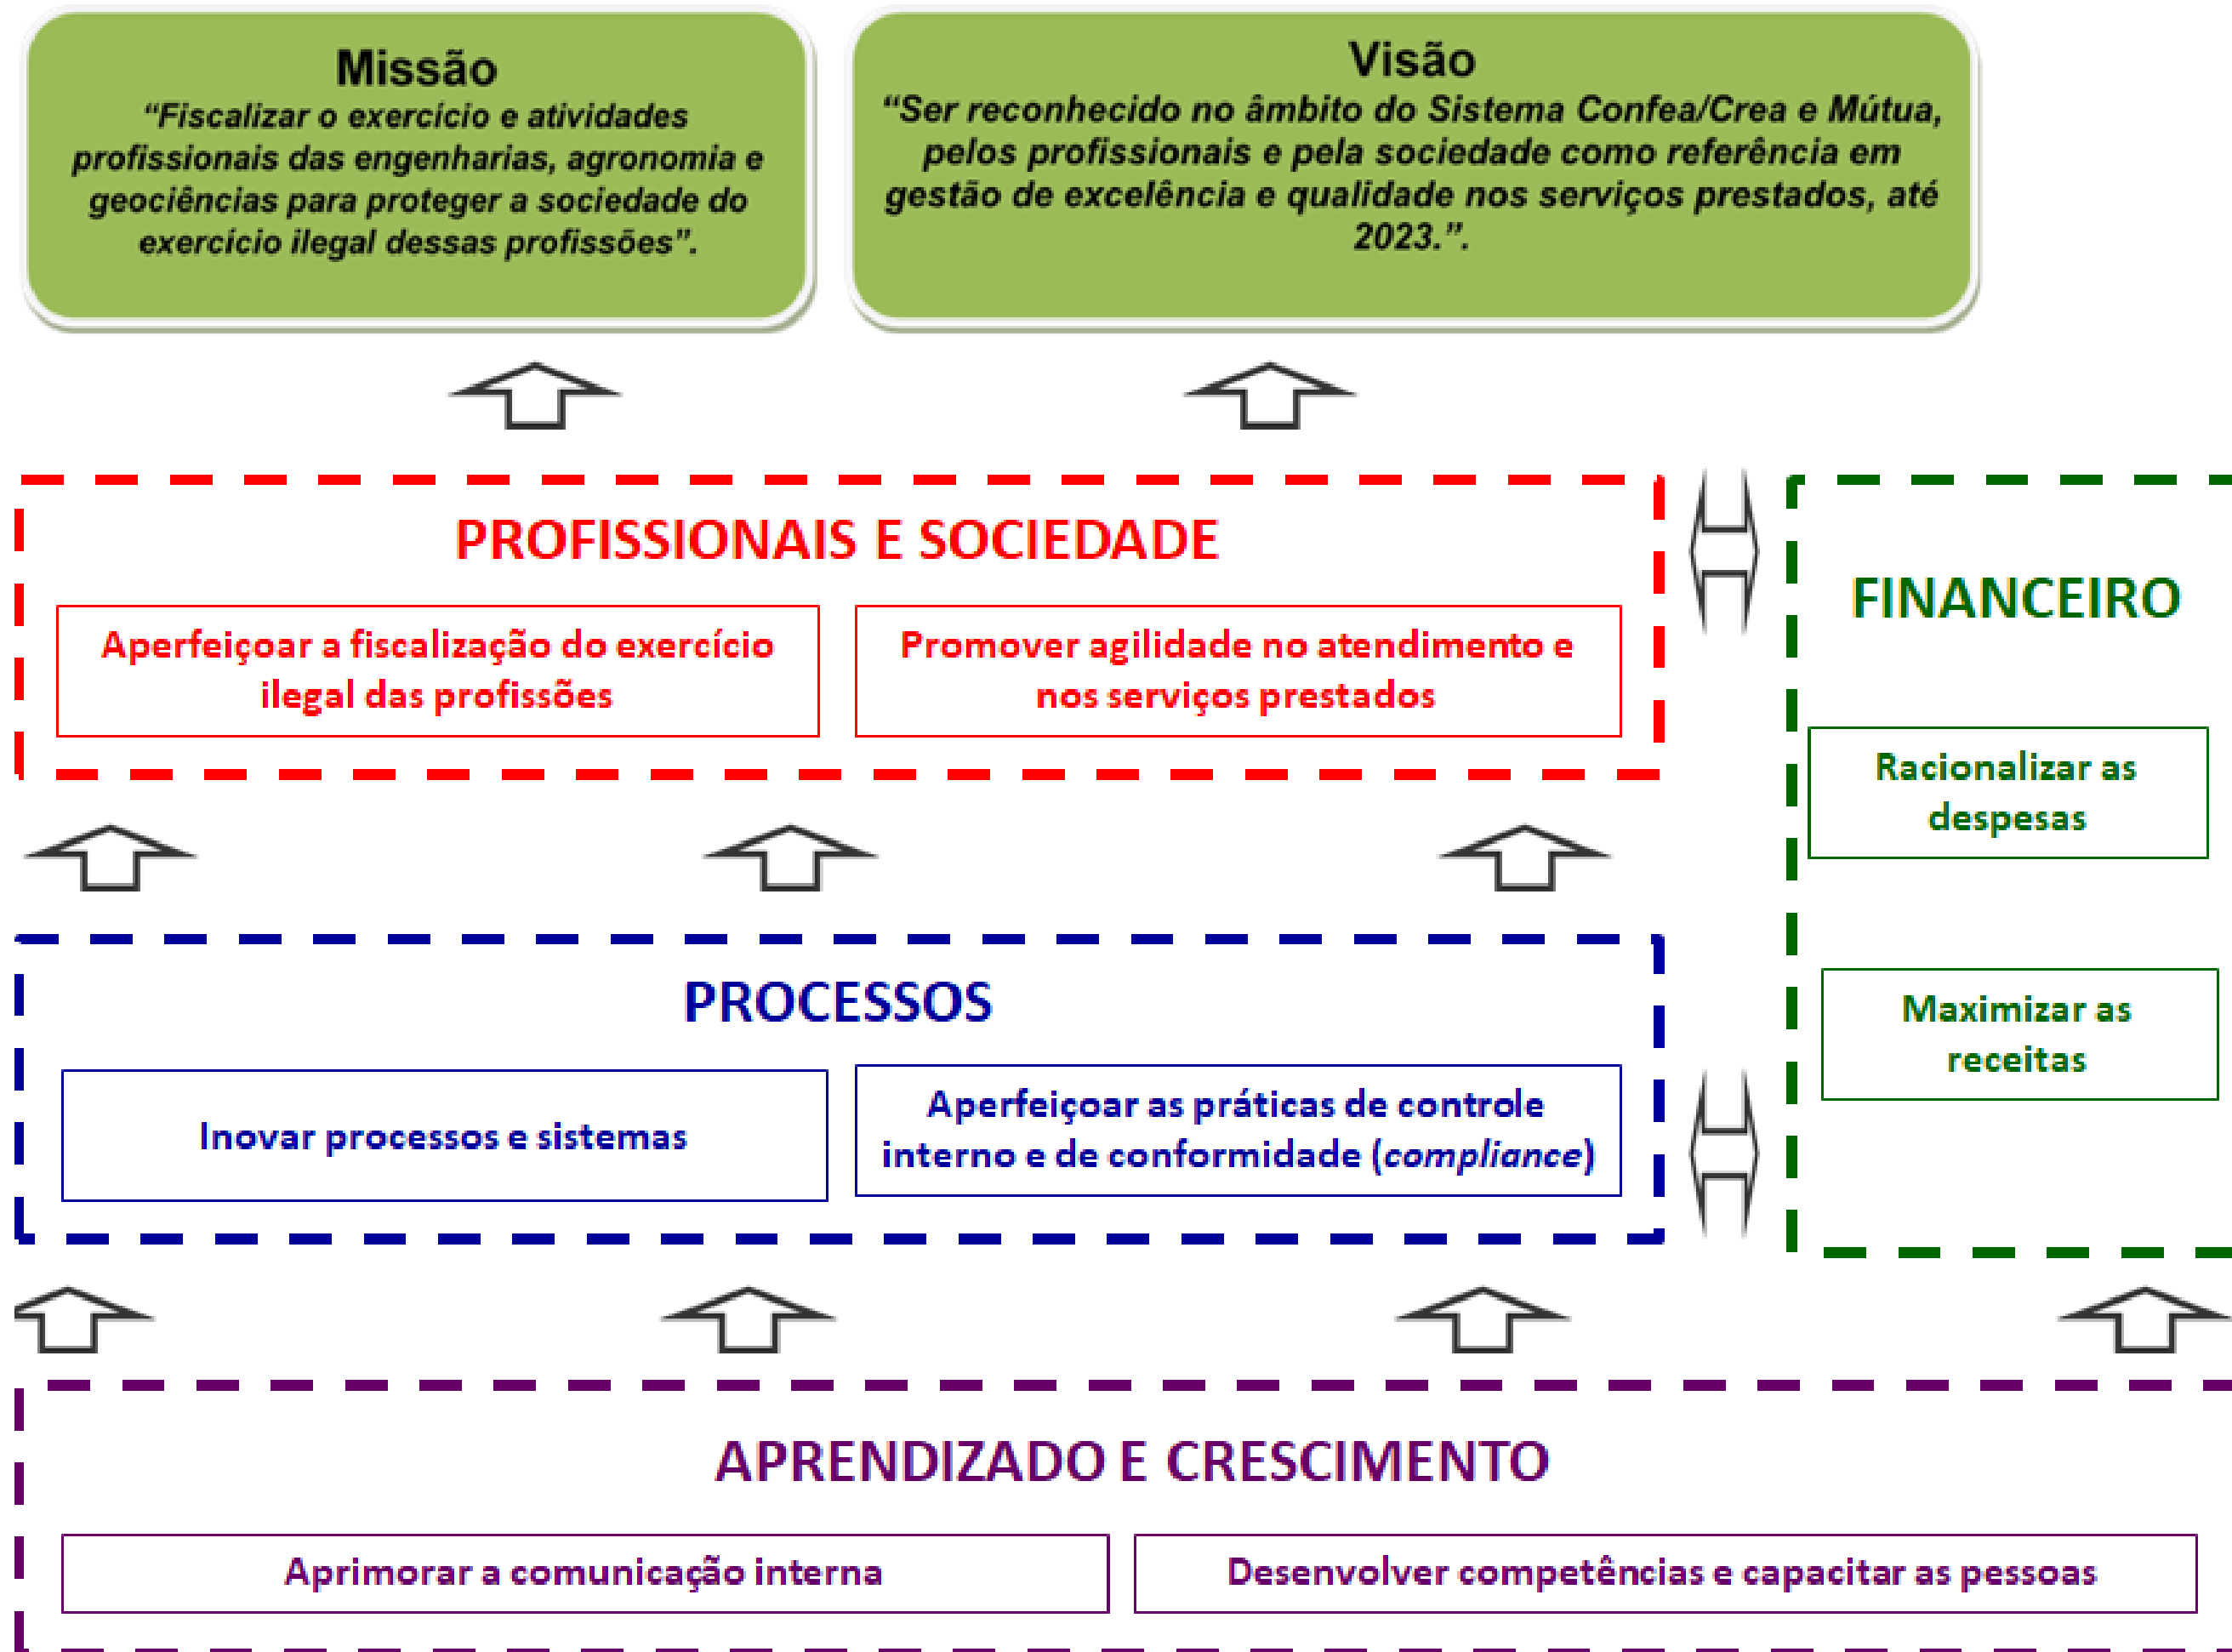 Missão
“Fiscalizar o exercício e atividades
profissionais das engenharias, agronomia e
geociências para proteger a sociedade do
exercício ilegal dessas profissões”.
Visão
“Ser reconhecido no âmbito do Sistema Confea/Crea e Mútua,
pelos profissionais e pela sociedade como referência em
gestão de excelência e qualidade nos serviços prestados, até
2023.”.
PROFISSIONAIS E SOCIEDADE
Aperfeiçoar a fiscalização do exercício
ilegal das profissões
Promover agilidade no atendimento e
nos serviços prestados
FINANCEIRO
Racionalizar as
despesas
Maximizar as
receitas
PROCESSOS
Inovar processos e sistemas
Aperfeiçoar as práticas de controle
interno e de conformidade (compliance)
APRENDIZADO E CRESCIMENTO
Aprimorar a comunicação interna
Desenvolver competências e capacitar as pessoas